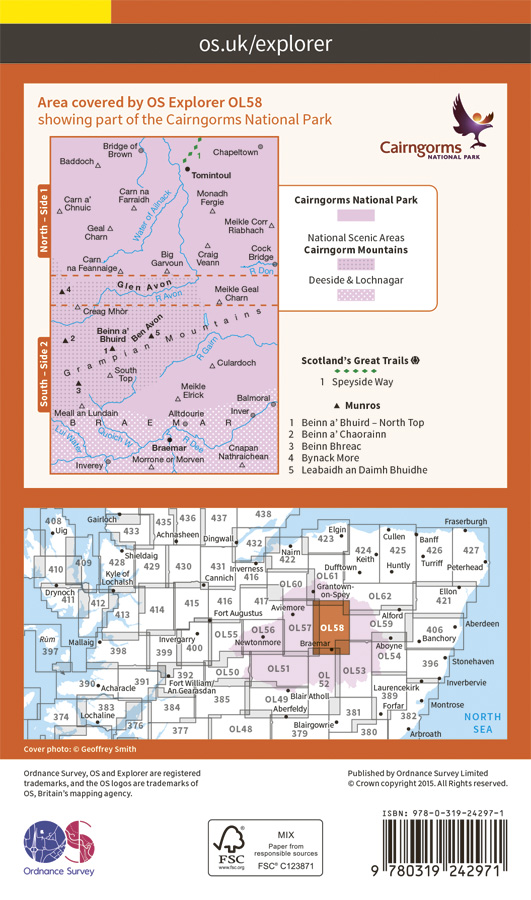 os.uk/explorer
Area covered by OS Explorer OL58
showing part of the Cairngorms National Park
Cairngorms
NATIONAL PARK
North – Side 1
South – Side 2
Bridge of
Brown
1
Chapeltown
Baddoch
Tomintoul
Carn a'
Chnuic
Carn na
Farraidh
Monadh
Fergie
Water of Ailnack
Geal
Charn
Meikle Corr
Riabhach
Carn
na Feannaige
Big
Garvoun
Craig
Veann
Cock
Bridge
R Don
Glen Avon
R Avon
4
Meikle Geal
Charn
Creag Mhòr
Grampian Mountains
Beinn a'
Bhuird
Ben Avon
5
2
1
R Gairn
South
Top
Culardoch
3
Meikle
Elrick
Balmoral
Meall an Lundain
Alltdourie
Inver
BRAEMAR
Lui Water
Quoich W
R Dee
Braemar
Cnapan
Nathraichean
Inverey
Morrone or Morven
Cairngorms National Park
National Scenic Areas
Cairngorm Mountains
Deeside & Lochnagar
Scotland's Great Trails
1 Speyside Way
Munros
1 Beinn a' Bhuird – North Top
2 Beinn a' Chaorainn
3 Beinn Bhreac
4 Bynack More
5 Leabaidh an Daimh Bhuidhe
408
Uig
Gairloch
433
435
436
437
438
Achnasheen
Dingwall
432
Nairn
Elgin
423
Cullen
Banff
Fraserburgh
409
410
428
Shieldaig
429
430
431
Inverness
422
424
Keith
425
426
Turriff
427
Kyle of
Lochalsh
Cannich
416
OL60
OL61
Dufftown
Huntly
Peterhead
Drynoch
411
412
413
414
415
416
417
Grantown-
on-Spey
OL62
Ellon
421
Fort Augustus
Aviemore
Alford
Rùm
397
Mallaig
398
Invergarry
399
400
OL55
OL56
Newtonmore
OL57
OL58
Braemar
OL59
Aboyne
406
Banchory
Aberdeen
OL54
390
391
Acharacle
392
Fort William/
An Gearasdan
OL50
OL51
OL
52
OL53
396
Stonehaven
Laurencekirk
Inverbervie
374
383
Lochaline
384
385
OL49
Blair Atholl
Aberfeldy
389
Forfar
Montrose
376
377
OL48
Blairgowrie
379
381
380
382
Arbroath
NORTH
SEA
Cover photo: © Geoffrey Smith
Ordnance Survey, OS and Explorer are registered
trademarks, and the OS logos are trademarks of
OS, Britain's mapping agency.
Published by Ordnance Survey Limited
© Crown copyright 2015. All Rights reserved.
OS
Ordnance Survey
FSC
www.fsc.org
MIX
Paper from
responsible sources
FSC® C123871
ISBN: 978-0-319-24297-1
9 780319 242971